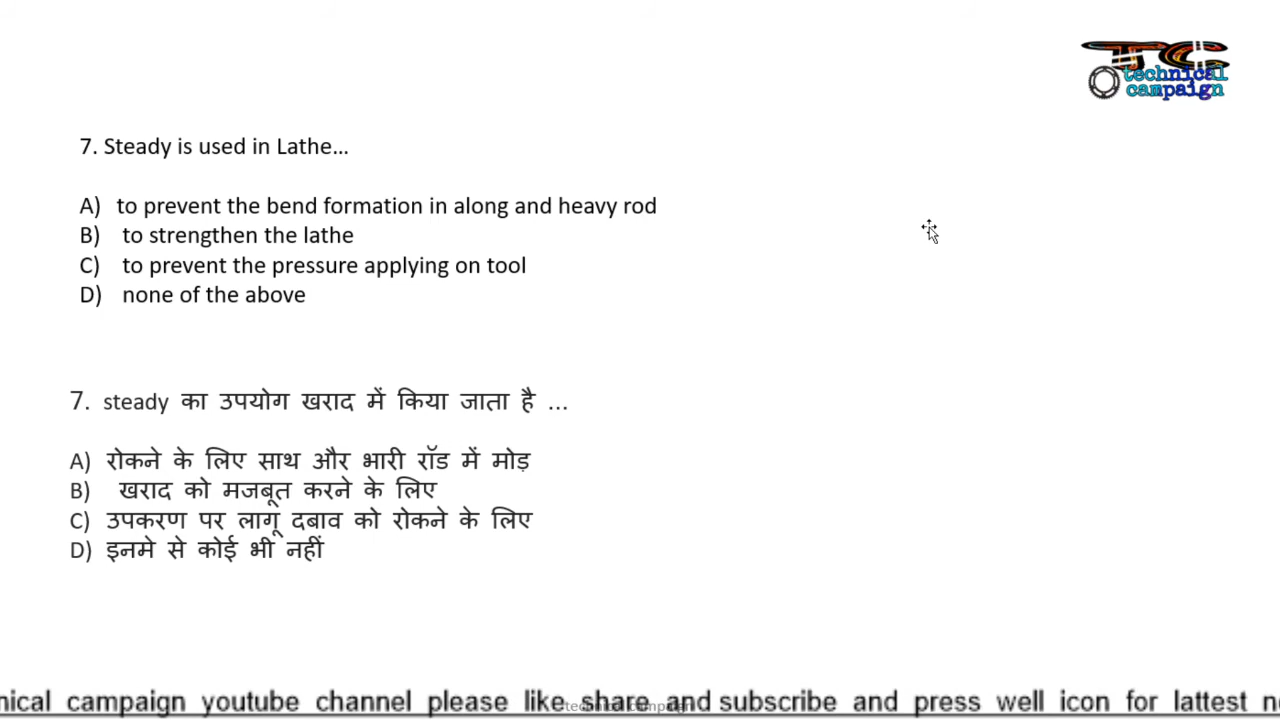 TC
technical
campaign
7. Steady is used in Lathe...
A) to prevent the bend formation in along and heavy rod
B) to strengthen the lathe
C) to prevent the pressure applying on tool
D) none of the above
7. steady का उपयोग खराद में किया जाता है ...
A) रोकने के लिए साथ और भारी रॉड में मोड़
B) खराद को मजबूत करने के लिए
C) उपकरण पर लागू दबाव को रोकने के लिए
D) इनमे से कोई भी नहीं
nical campaign youtube channel please like share and subscribe and press well icon for lattest n
technical campaign